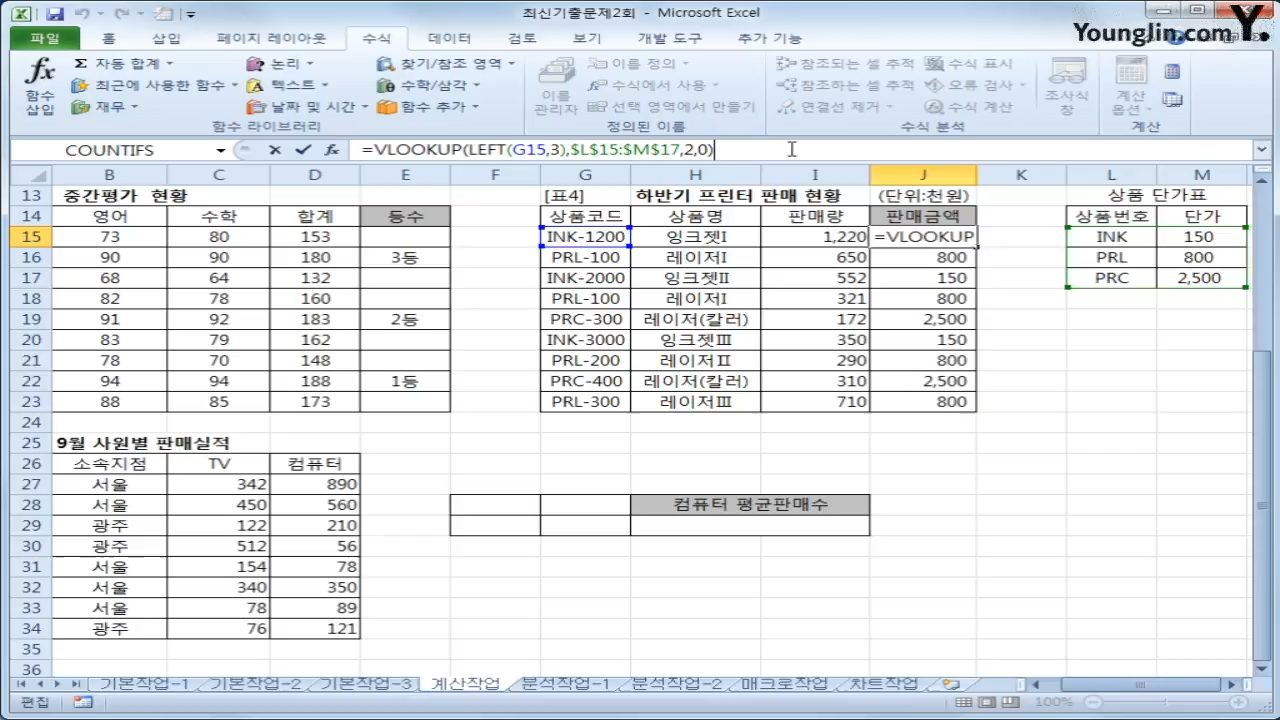 최신기출문제2회 - Microsoft Excel
Younglin.com Y.
파일 홈 삽입 페이지 레이아웃 수식 데이터 검토 보기 개발 도구 추가 기능
fx 함수 삽입
Σ 자동 합계 논리 찾기/참조 영역
최근에 사용한 함수 텍스트 수학/삼각
재무 날짜 및 시간 함수 추가
함수 라이브러리
이름 관리자
이름 정의
수식에서 사용
선택 영역에서 만들기
정의된 이름
참조되는 셀 추적 수식 표시
참조하는 셀 추적 오류 검사
연결선 제거 수식 계산
조사식 창
수식 분석
계산 옵션
계산
COUNTIFS fx =VLOOKUP(LEFT(G15,3),$L$15:$M$17,2,0)
B C D E F G H I J K L M
13 중간평가 현황 [표4] 하반기 프린터 판매 현황 (단위:천원) 상품 단가표
14 영어 수학 합계 등수 상품코드 상품명 판매량 판매금액 상품번호 단가
15 73 80 153 INK-1200 잉크젯Ⅰ 1,220 =VLOOKUP INK 150
16 90 90 180 3등 PRL-100 레이저Ⅰ 650 800 PRL 800
17 68 64 132 INK-2000 잉크젯Ⅱ 552 150 PRC 2,500
18 82 78 160 PRL-100 레이저Ⅰ 321 800
19 91 92 183 2등 PRC-300 레이저(칼러) 172 2,500
20 83 79 162 INK-3000 잉크젯Ⅲ 350 150
21 78 70 148 PRL-200 레이저Ⅱ 290 800
22 94 94 188 1등 PRC-400 레이저(칼러) 310 2,500
23 88 85 173 PRL-300 레이저Ⅲ 710 800
24
25 9월 사원별 판매실적
26 소속지점 TV 컴퓨터
27 서울 342 890
28 서울 450 560 컴퓨터 평균판매수
29 광주 122 210
30 광주 512 56
31 서울 154 78
32 서울 340 350
33 서울 78 89
34 광주 76 121
35
36
기본작업-1 기본작업-2 기본작업-3 계산작업 분석작업-1 분석작업-2 매크로작업 차트작업
편집 100%